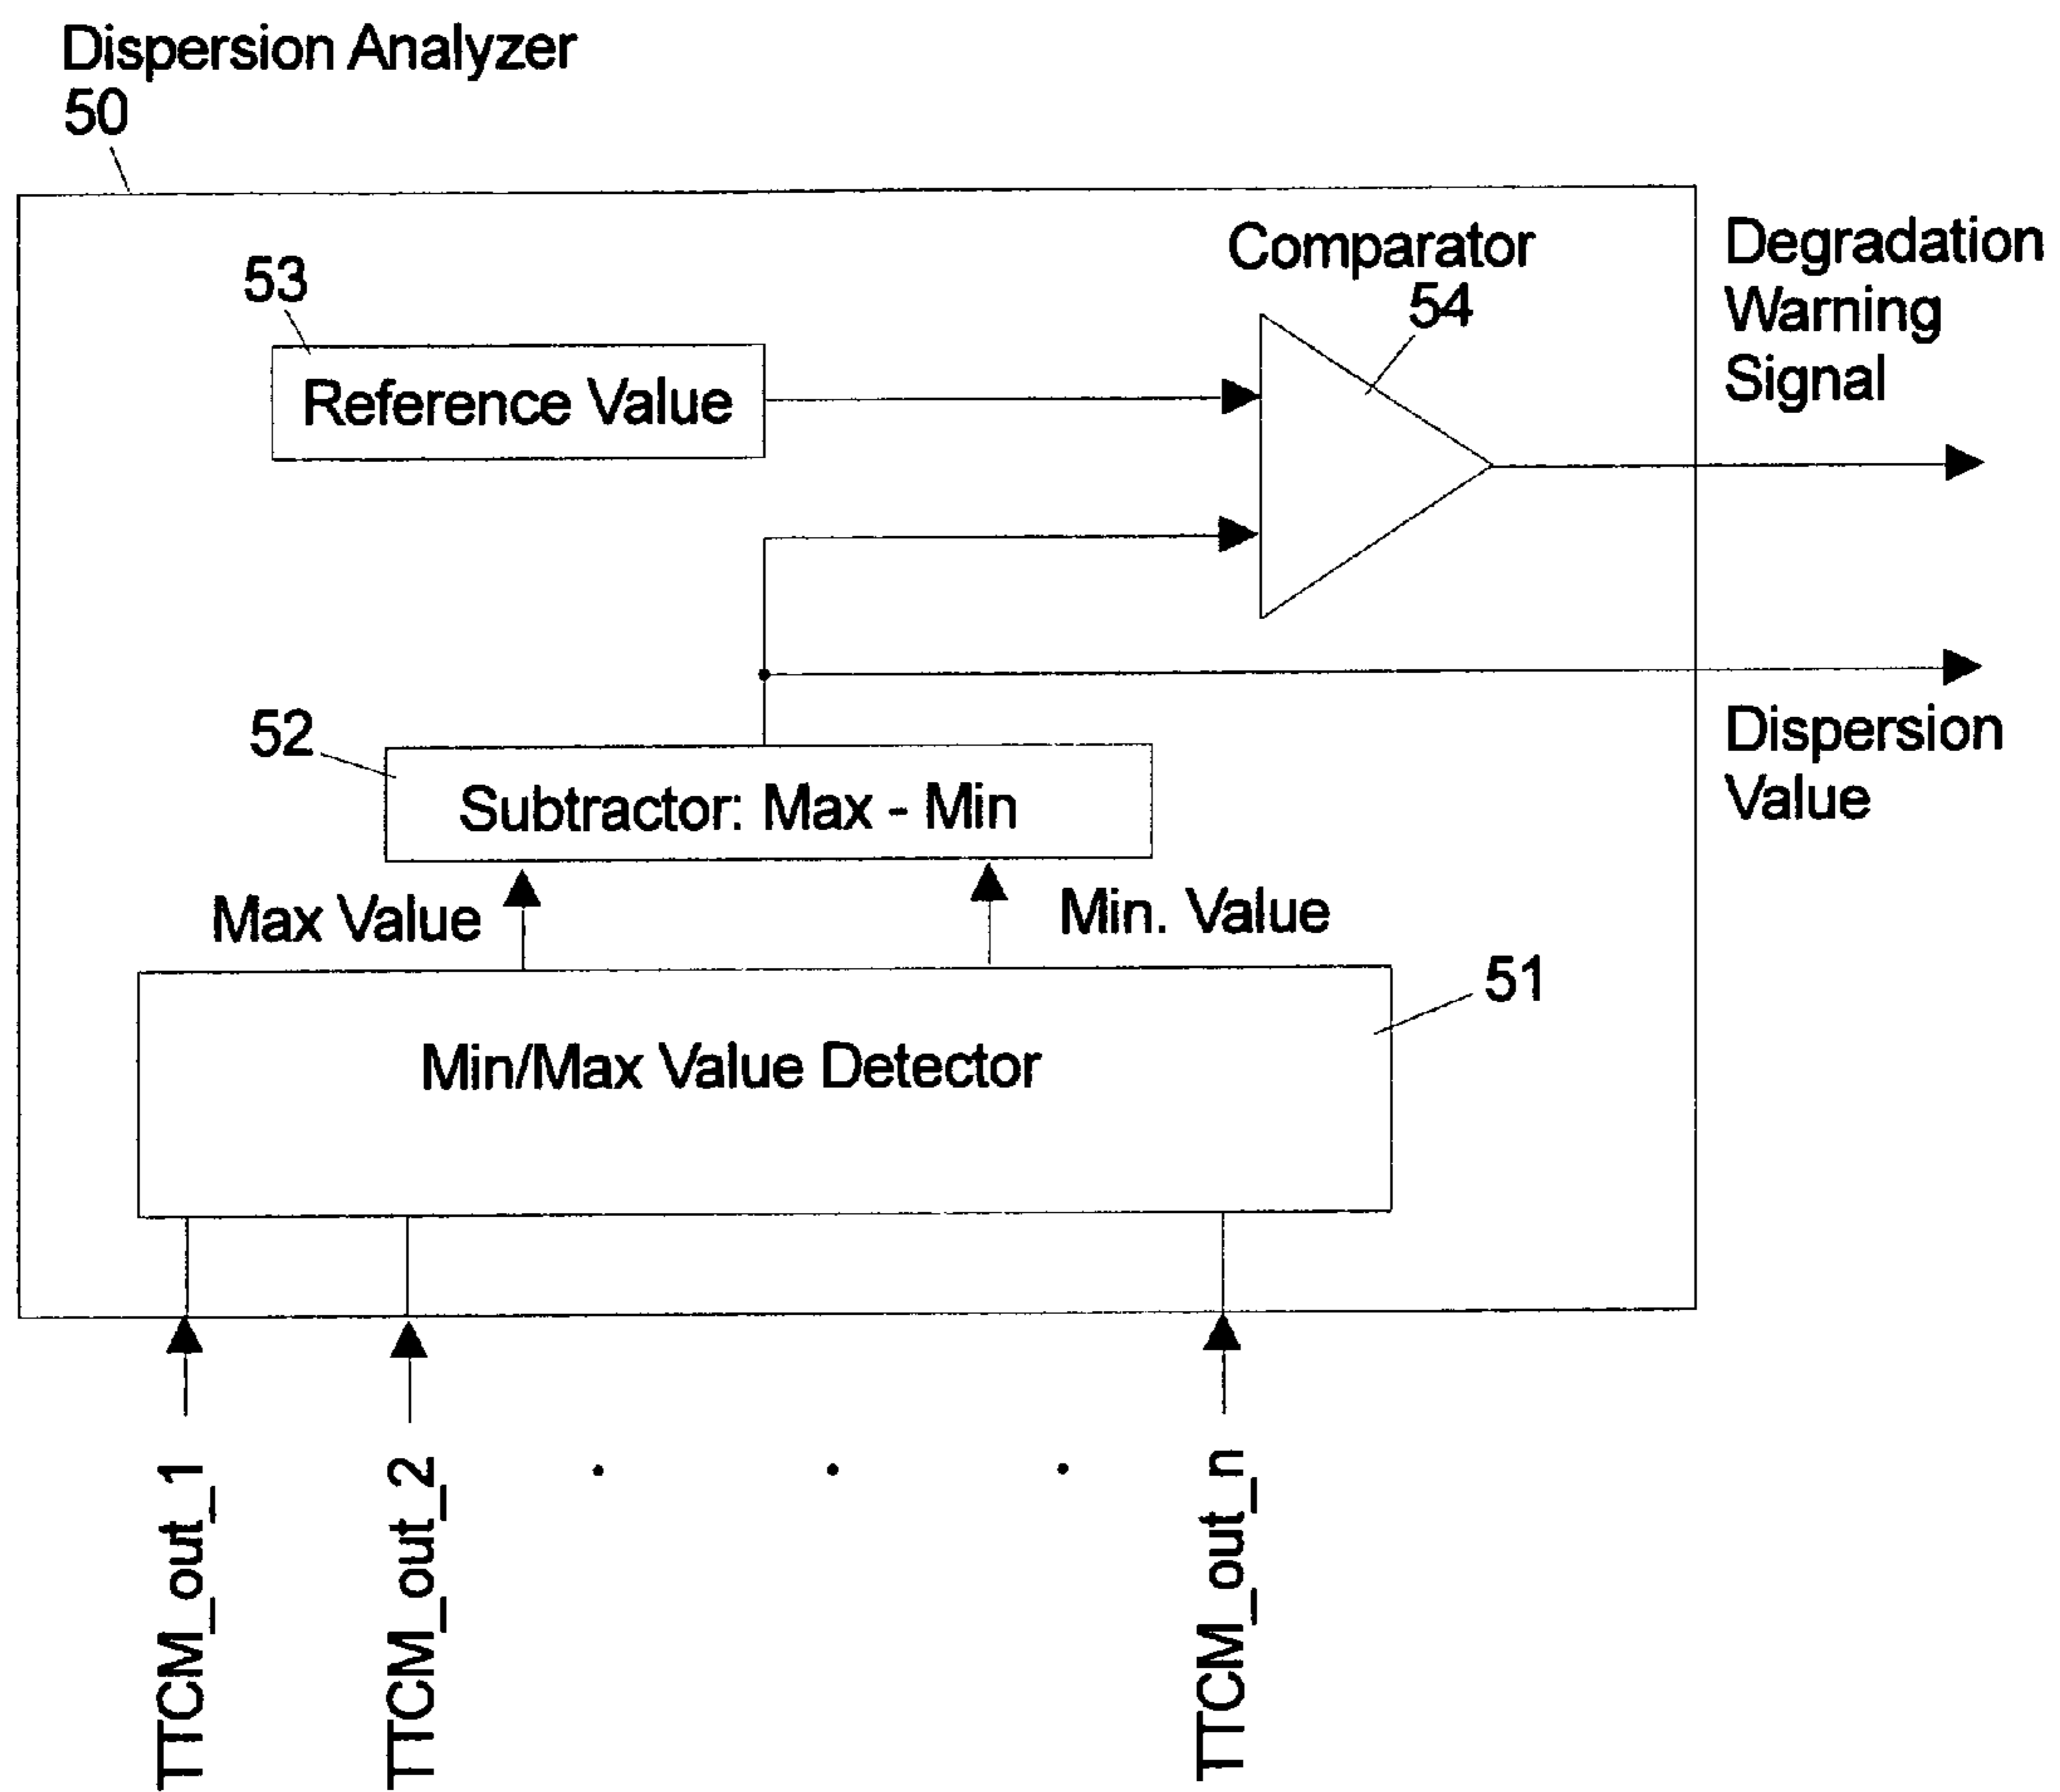 Dispersion Analyzer
50
53
Reference Value
Comparator
54
Degradation
Warning
Signal
52
Subtractor: Max - Min
Dispersion
Value
Max Value
Min. Value
51
Min/Max Value Detector
TTCM_out_1
TTCM_out_2
. . .
TTCM_out_n